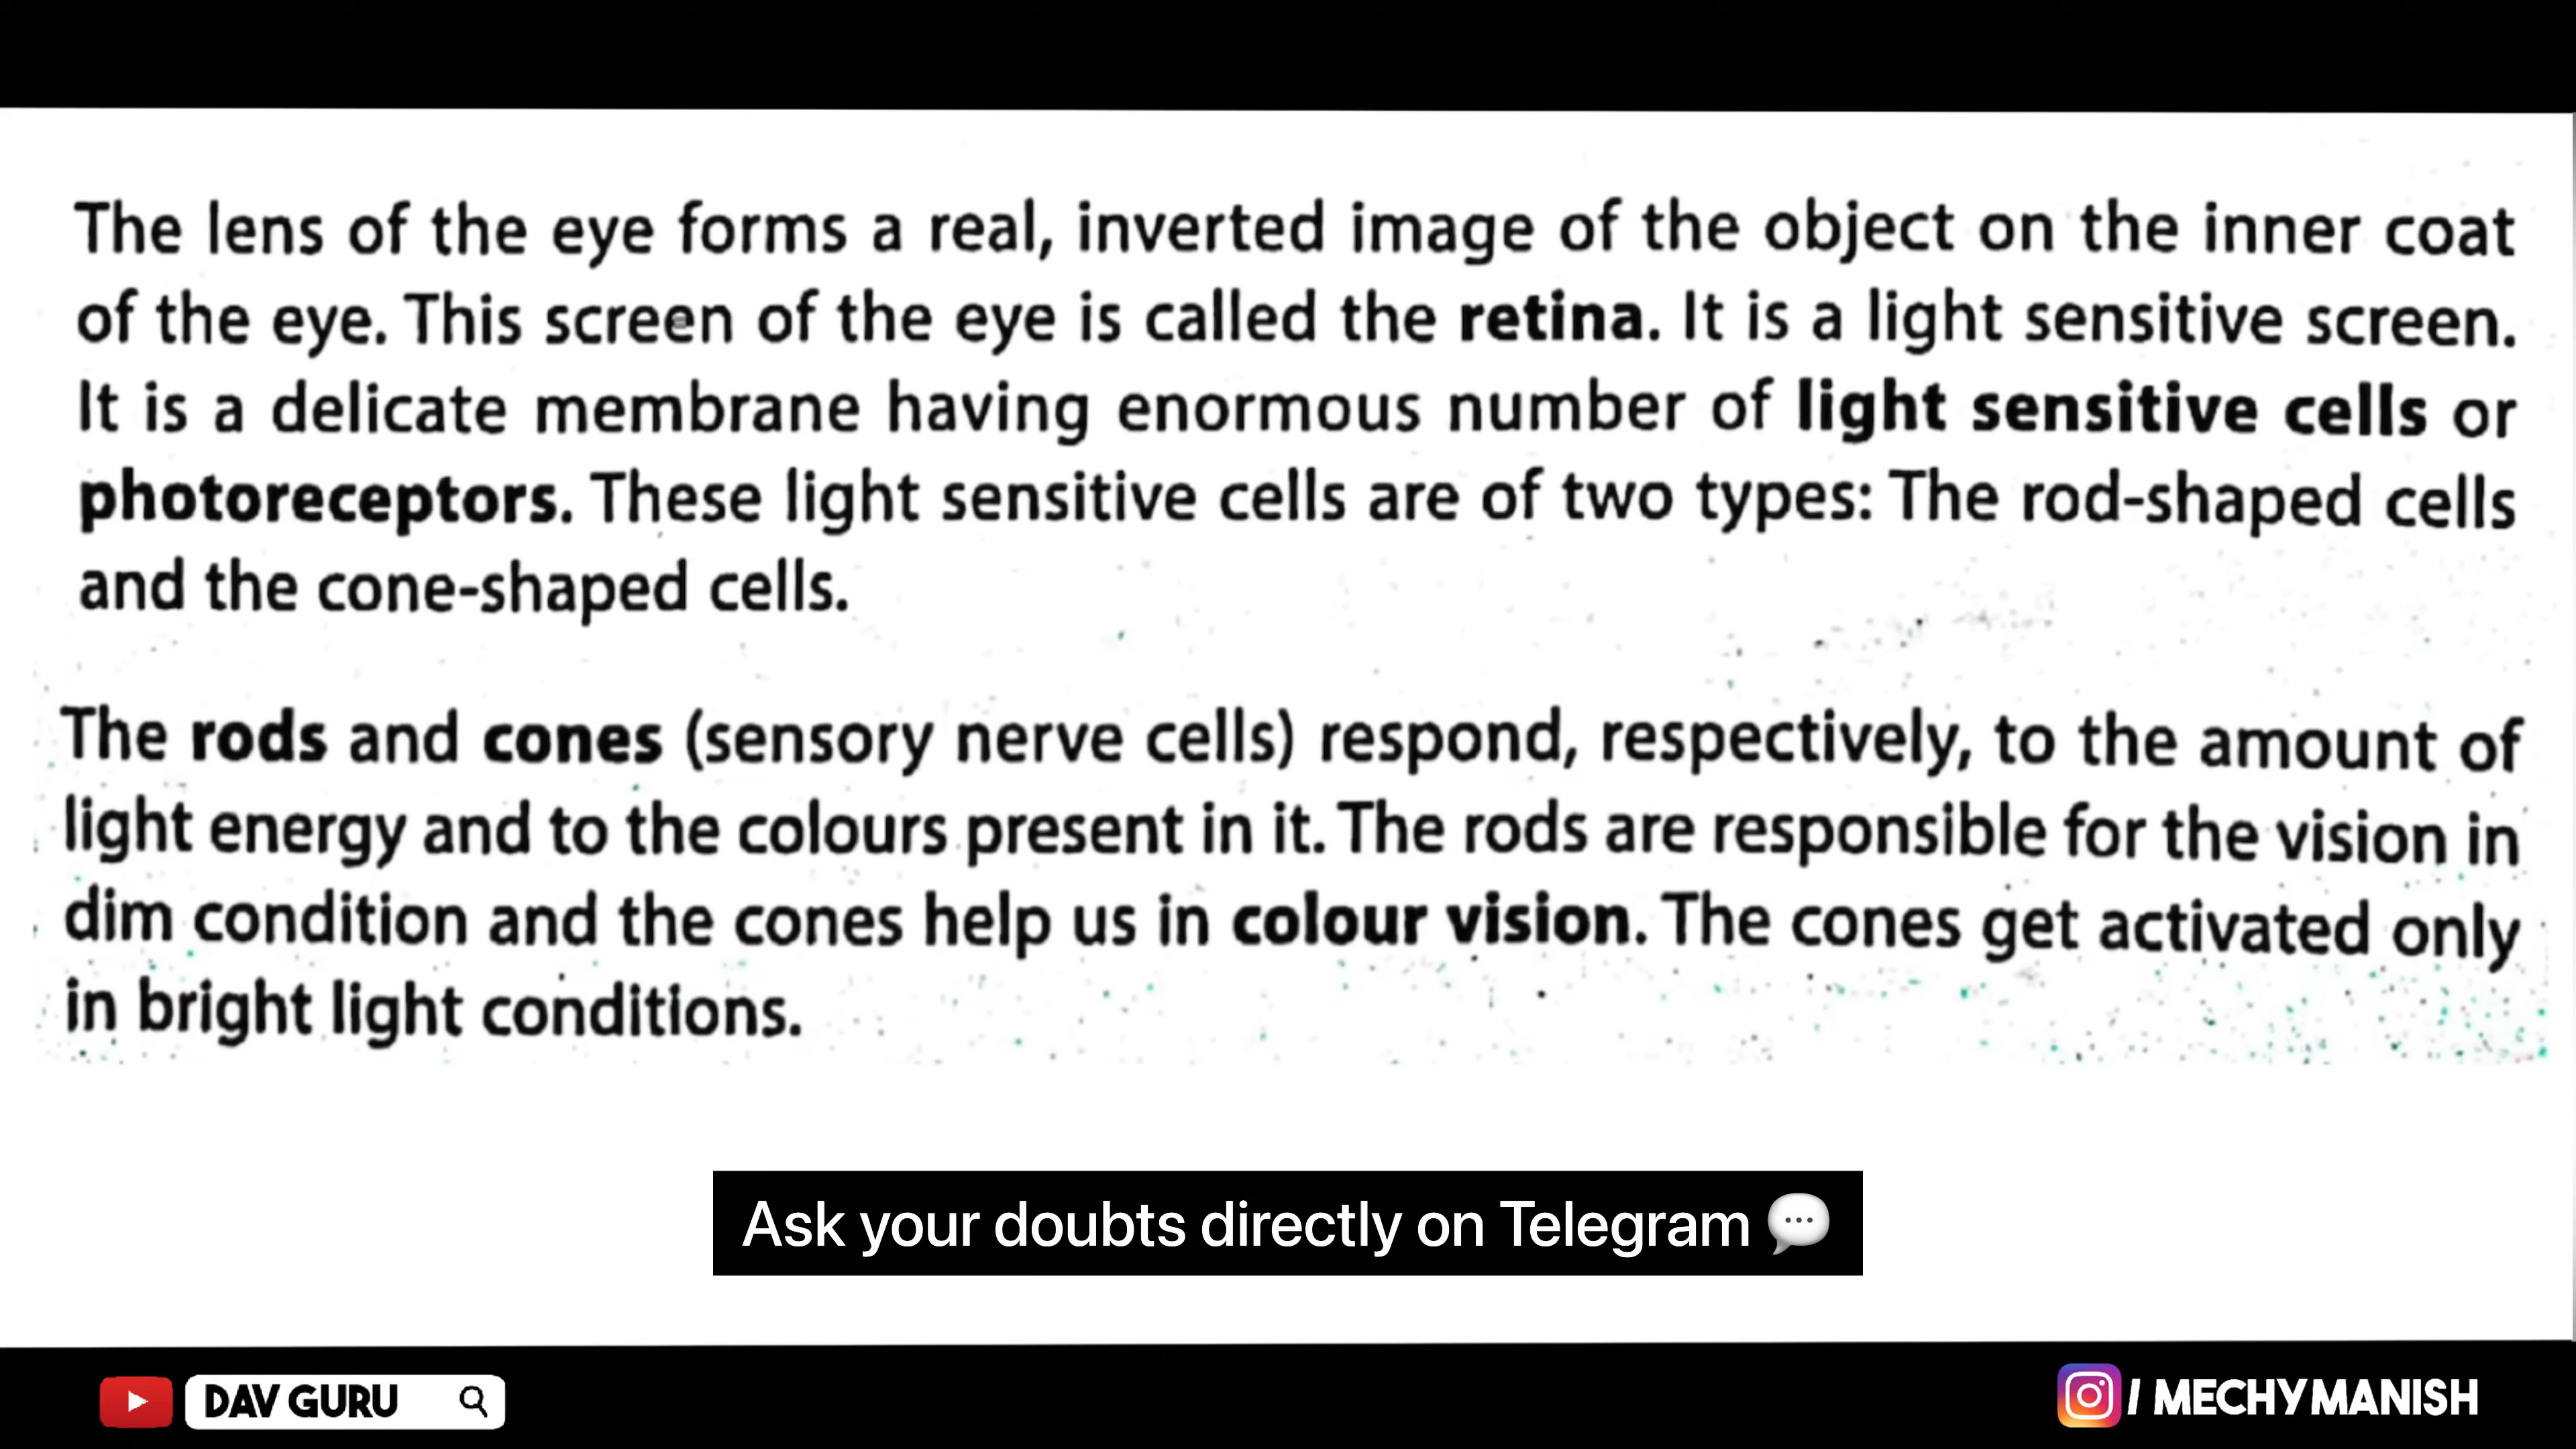 The lens of the eye forms a real, inverted image of the object on the inner coat
of the eye. This screen of the eye is called the retina. It is a light sensitive screen.
It is a delicate membrane having enormous number of light sensitive cells or
photoreceptors. These light sensitive cells are of two types: The rod-shaped cells
and the cone-shaped cells.
The rods and cones (sensory nerve cells) respond, respectively, to the amount of
light energy and to the colours present in it. The rods are responsible for the vision in
dim condition and the cones help us in colour vision. The cones get activated only
in bright light conditions.
Ask your doubts directly on Telegram 💬
DAV GURU
/ MECHYMANISH